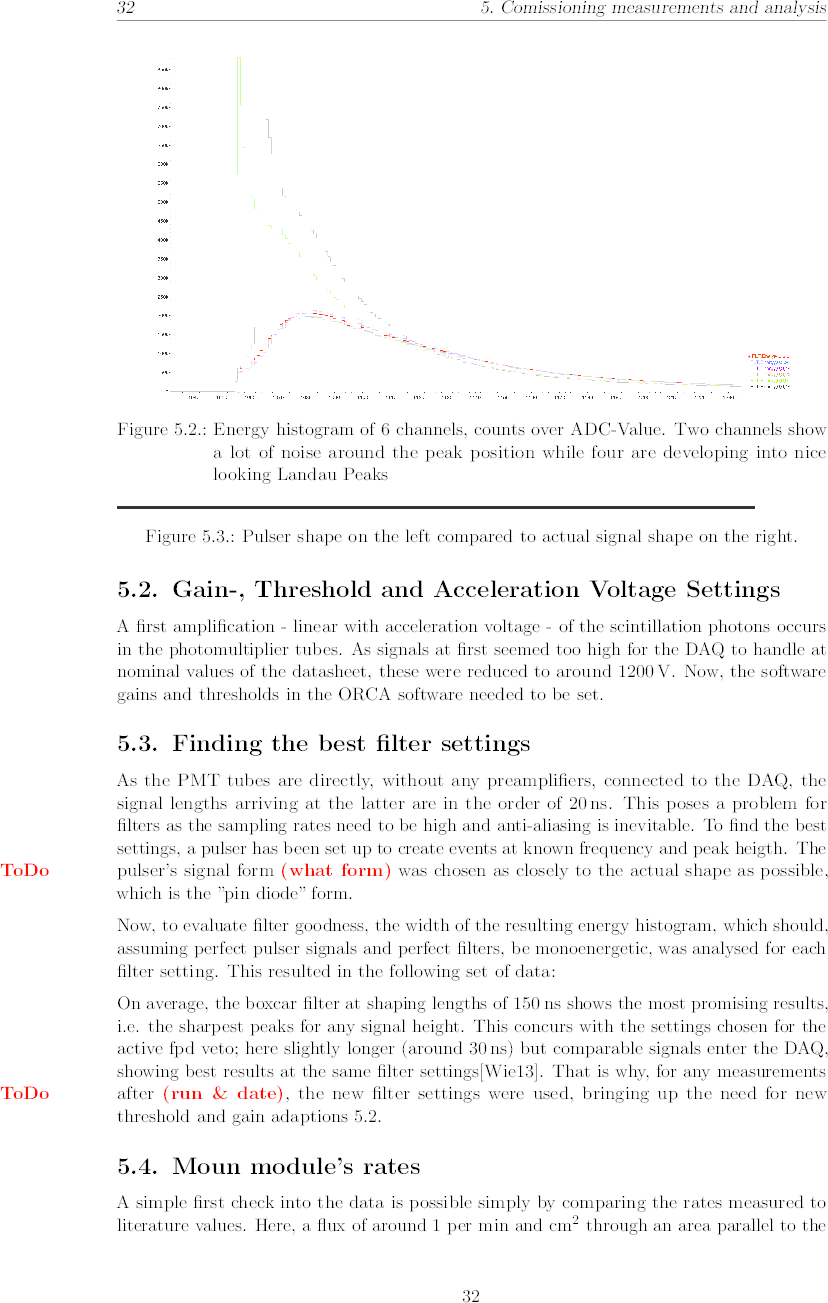 32 5. Comissioning measurements and analysis
Figure 5.2.: Energy histogram of 6 channels, counts over ADC-Value. Two channels show
a lot of noise around the peak position while four are developing into nice
looking Landau Peaks
Figure 5.3.: Pulser shape on the left compared to actual signal shape on the right.
5.2. Gain-, Threshold and Acceleration Voltage Settings
A first amplification - linear with acceleration voltage - of the scintillation photons occurs
in the photomultiplier tubes. As signals at first seemed too high for the DAQ to handle at
nominal values of the datasheet, these were reduced to around 1200 V. Now, the software
gains and thresholds in the ORCA software needed to be set.
5.3. Finding the best filter settings
As the PMT tubes are directly, without any preamplifiers, connected to the DAQ, the
signal lengths arriving at the latter are in the order of 20 ns. This poses a problem for
filters as the sampling rates need to be high and anti-aliasing is inevitable. To find the best
settings, a pulser has been set up to create events at known frequency and peak heigth. The
ToDo pulser's signal form (what form) was chosen as closely to the actual shape as possible,
which is the "pin diode" form.
Now, to evaluate filter goodness, the width of the resulting energy histogram, which should,
assuming perfect pulser signals and perfect filters, be monoenergetic, was analysed for each
filter setting. This resulted in the following set of data:
On average, the boxcar filter at shaping lengths of 150 ns shows the most promising results,
i.e. the sharpest peaks for any signal height. This concurs with the settings chosen for the
active fpd veto; here slightly longer (around 30 ns) but comparable signals enter the DAQ,
showing best results at the same filter settings[Wie13]. That is why, for any measurements
ToDo after (run & date), the new filter settings were used, bringing up the need for new
threshold and gain adaptions 5.2.
5.4. Moun module's rates
A simple first check into the data is possible simply by comparing the rates measured to
literature values. Here, a flux of around 1 per min and cm² through an area parallel to the
32